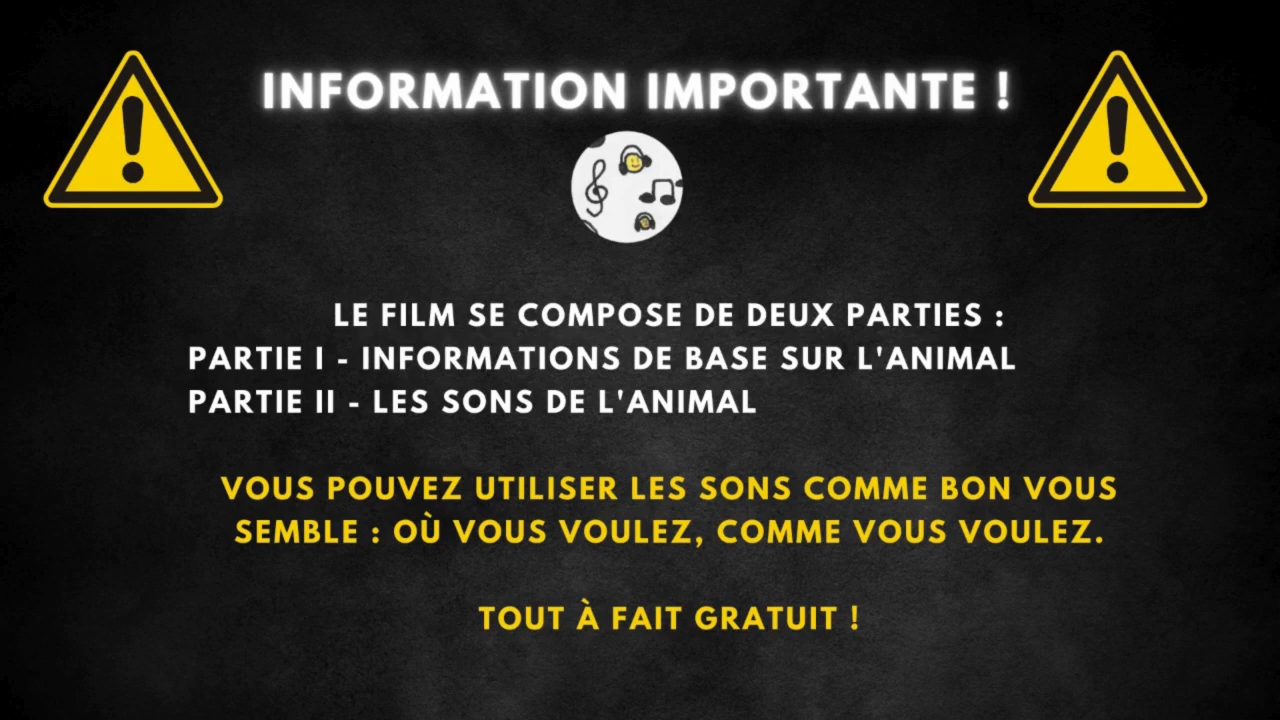 INFORMATION IMPORTANTE !
LE FILM SE COMPOSE DE DEUX PARTIES :
PARTIE I - INFORMATIONS DE BASE SUR L'ANIMAL
PARTIE II - LES SONS DE L'ANIMAL
VOUS POUVEZ UTILISER LES SONS COMME BON VOUS
SEMBLE : OÙ VOUS VOULEZ, COMME VOUS VOULEZ.
TOUT À FAIT GRATUIT !